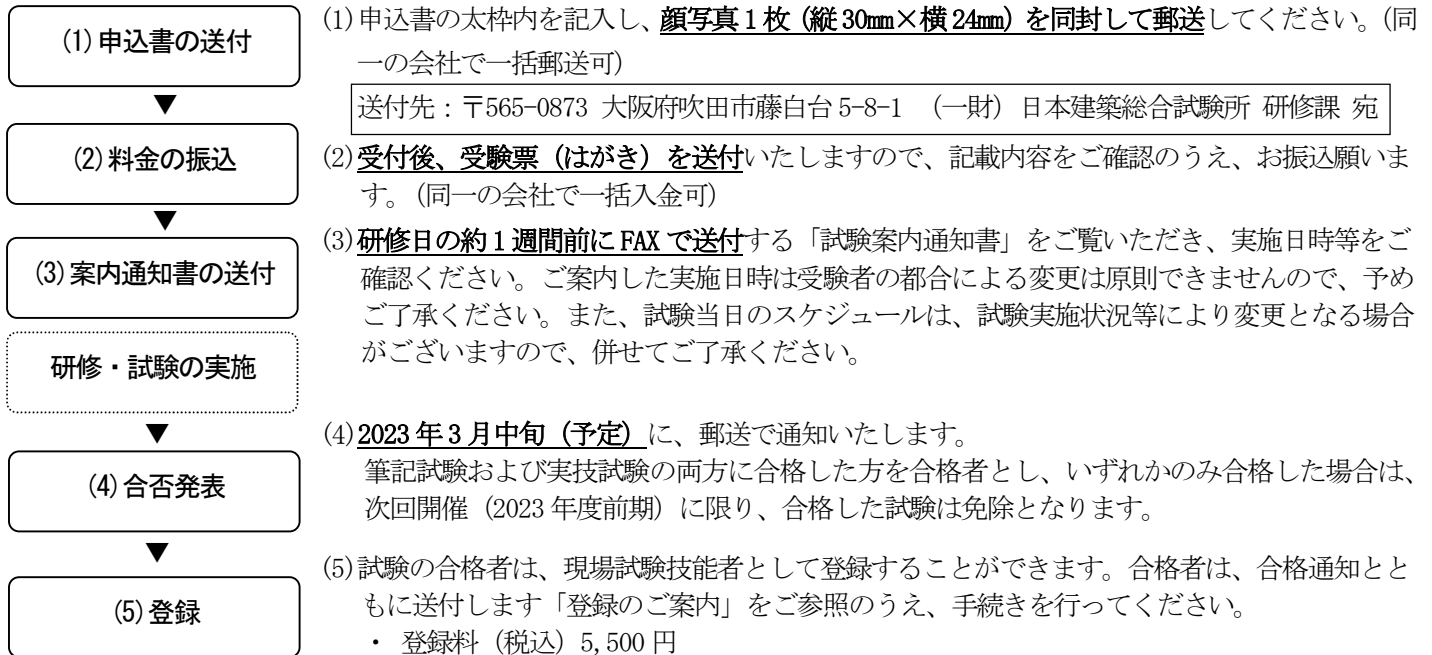 (1)申込書の送付
▼
(2)料金の振込
▼
(3)案内通知書の送付
研修・試験の実施
▼
(4)合否発表
▼
(5)登録
(1)申込書の太枠内を記入し、顔写真1枚(縦30㎜×横24㎜)を同封して郵送してください。(同
一の会社で一括郵送可)
送付先：〒565-0873 大阪府吹田市藤白台5-8-1 (一財)日本建築総合試験所 研修課 宛
(2)受付後、受験票(はがき)を送付いたしますので、記載内容をご確認のうえ、お振込願いま
す。(同一の会社で一括入金可)
(3)研修日の約1週間前にFAXで送付する「試験案内通知書」をご覧いただき、実施日時等をご
確認ください。ご案内した実施日時は受験者の都合による変更は原則できませんので、予め
ご了承ください。また、試験当日のスケジュールは、試験実施状況等により変更となる場合
がございますので、併せてご了承ください。
(4)2023年3月中旬(予定)に、郵送で通知いたします。
筆記試験および実技試験の両方に合格した方を合格者とし、いずれかのみ合格した場合は、
次回開催(2023年度前期)に限り、合格した試験は免除となります。
(5)試験の合格者は、現場試験技能者として登録することができます。合格者は、合格通知とと
もに送付します「登録のご案内」をご参照のうえ、手続きを行ってください。
・ 登録料(税込)5,500円